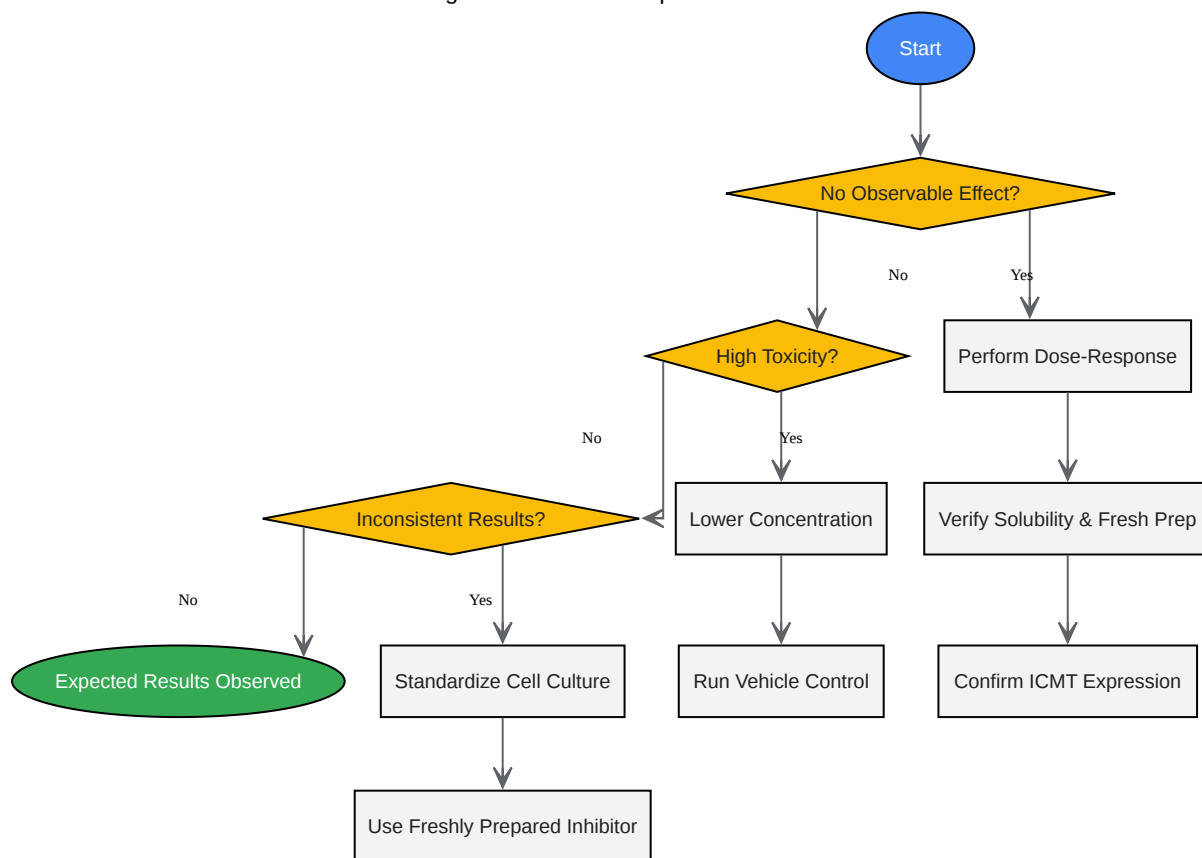 Start
No Observable Effect?
No
Yes
High Toxicity?
Perform Dose-Response
No
Yes
Inconsistent Results?
Lower Concentration
Verify Solubility & Fresh Prep
No
Yes
Expected Results Observed
Standardize Cell Culture
Run Vehicle Control
Confirm ICMT Expression
Use Freshly Prepared Inhibitor